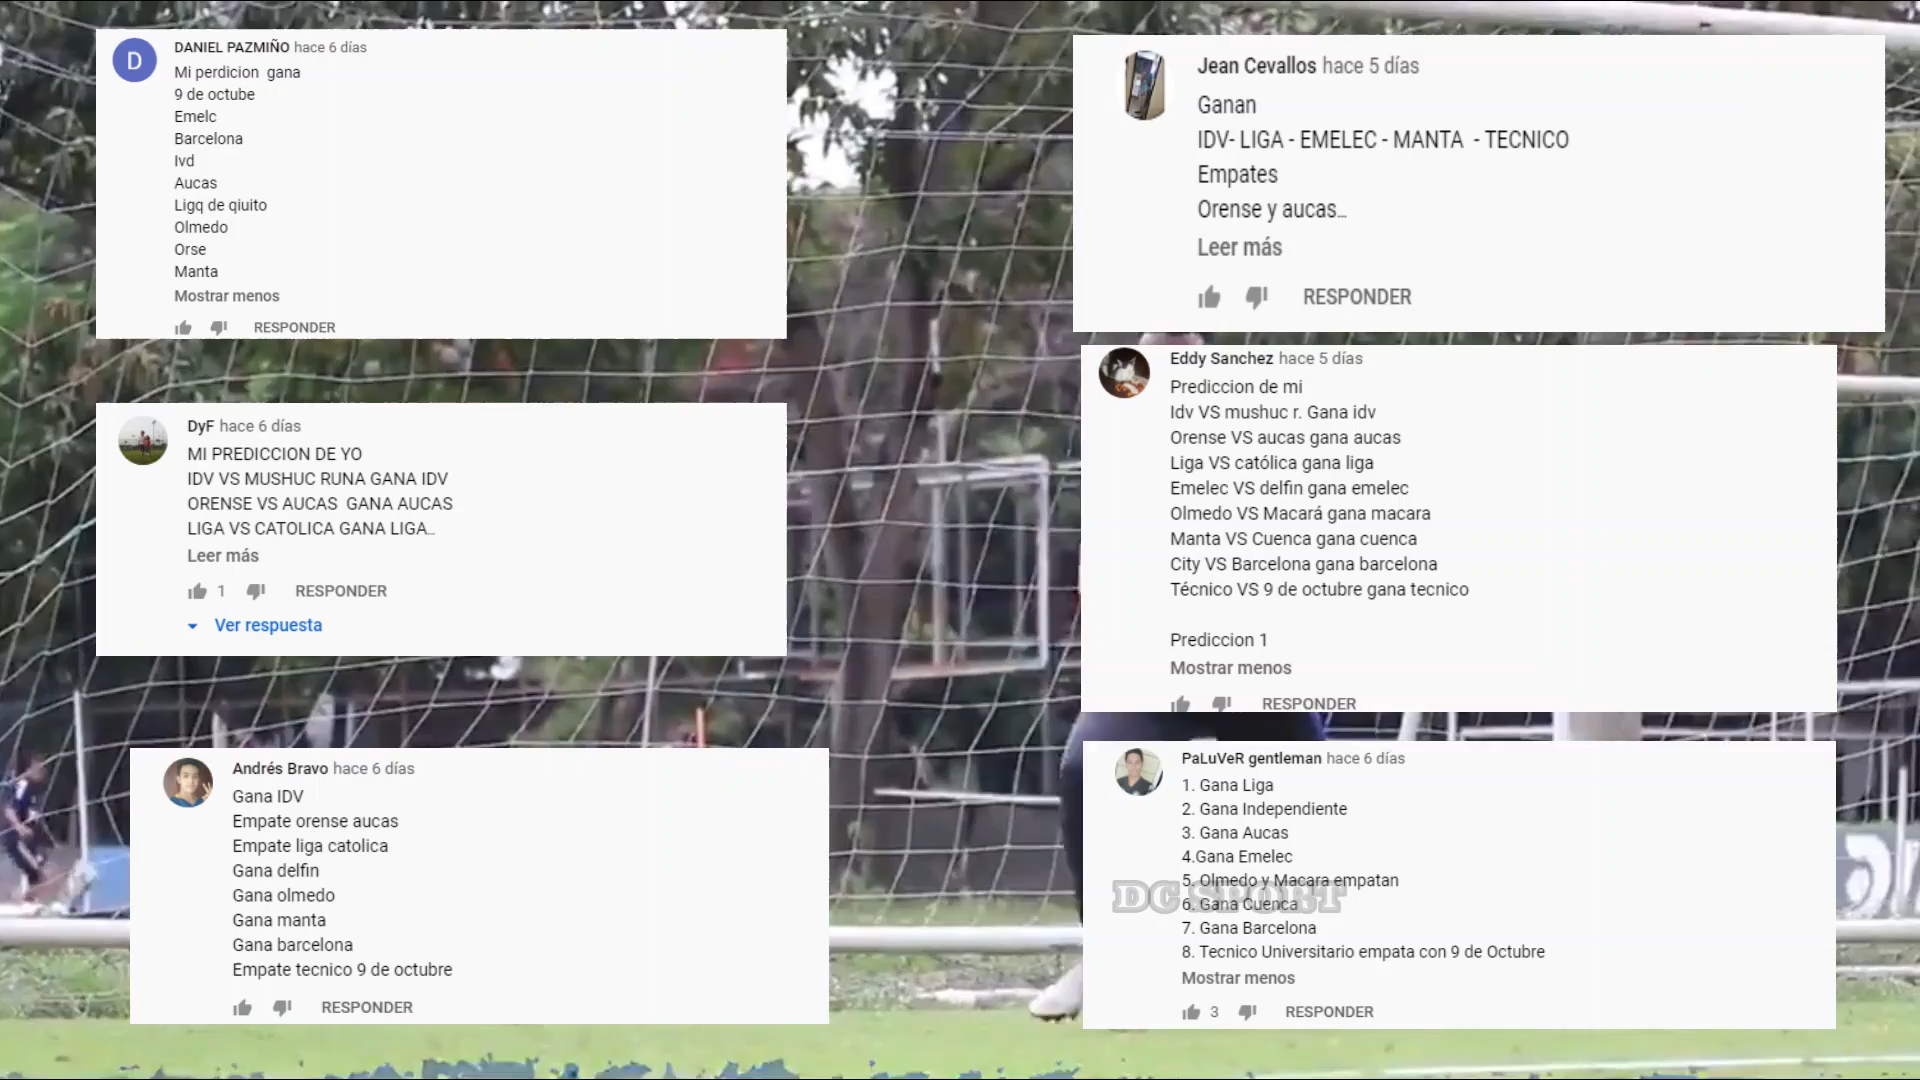 DANIEL PAZMIÑO hace 6 días
Mi perdicion  gana
9 de octube
Emelc
Barcelona
Ivd
Aucas
Ligq de qiuito
Olmedo
Orse
Manta
Mostrar menos
RESPONDER
DyF hace 6 días
MI PREDICCION DE YO
IDV VS MUSHUC RUNA GANA IDV
ORENSE VS AUCAS  GANA AUCAS
LIGA VS CATOLICA GANA LIGA...
Leer más
1 RESPONDER
Ver respuesta
Andrés Bravo hace 6 días
Gana IDV
Empate orense aucas
Empate liga catolica
Gana delfin
Gana olmedo
Gana manta
Gana barcelona
Empate tecnico 9 de octubre
RESPONDER
Jean Cevallos hace 5 días
Ganan
IDV- LIGA - EMELEC - MANTA  - TECNICO
Empates
Orense y aucas...
Leer más
RESPONDER
Eddy Sanchez hace 5 días
Prediccion de mi
Idv VS mushuc r. Gana idv
Orense VS aucas gana aucas
Liga VS católica gana liga
Emelec VS delfin gana emelec
Olmedo VS Macará gana macara
Manta VS Cuenca gana cuenca
City VS Barcelona gana barcelona
Técnico VS 9 de octubre gana tecnico
Prediccion 1
Mostrar menos
RESPONDER
PaLuVeR gentleman hace 6 días
1. Gana Liga
2. Gana Independiente
3. Gana Aucas
4.Gana Emelec
5. Olmedo y Macara empatan
6. Gana Cuenca
7. Gana Barcelona
8. Tecnico Universitario empata con 9 de Octubre
Mostrar menos
3 RESPONDER
DC SPORT